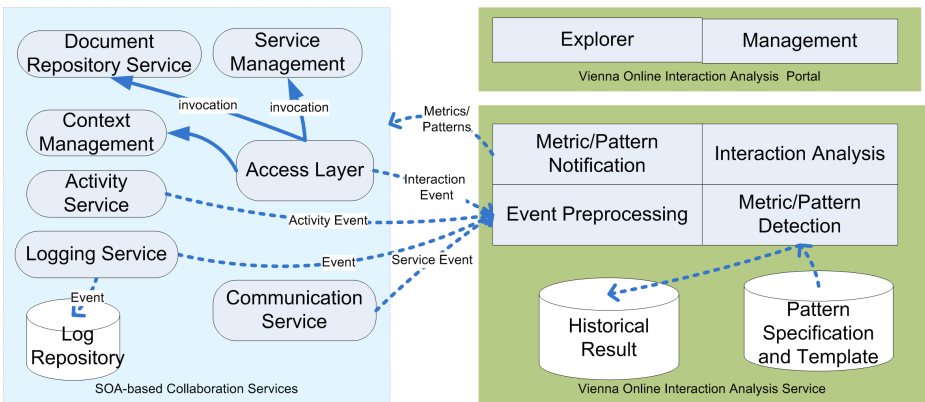 Document
Repository Service
Service
Management
invocation
invocation
Context
Management
Access Layer
Activity
Service
Logging Service
Event
Log
Repository
Communication
Service
SOA-based Collaboration Services
Metrics/
Patterns
Interaction
Event
Activity Event
Event
Service Event
Explorer
Management
Vienna Online Interaction Analysis Portal
Metric/Pattern
Notification
Interaction Analysis
Event Preprocessing
Metric/Pattern
Detection
Historical
Result
Pattern
Specification
and Template
Vienna Online Interaction Analysis Service